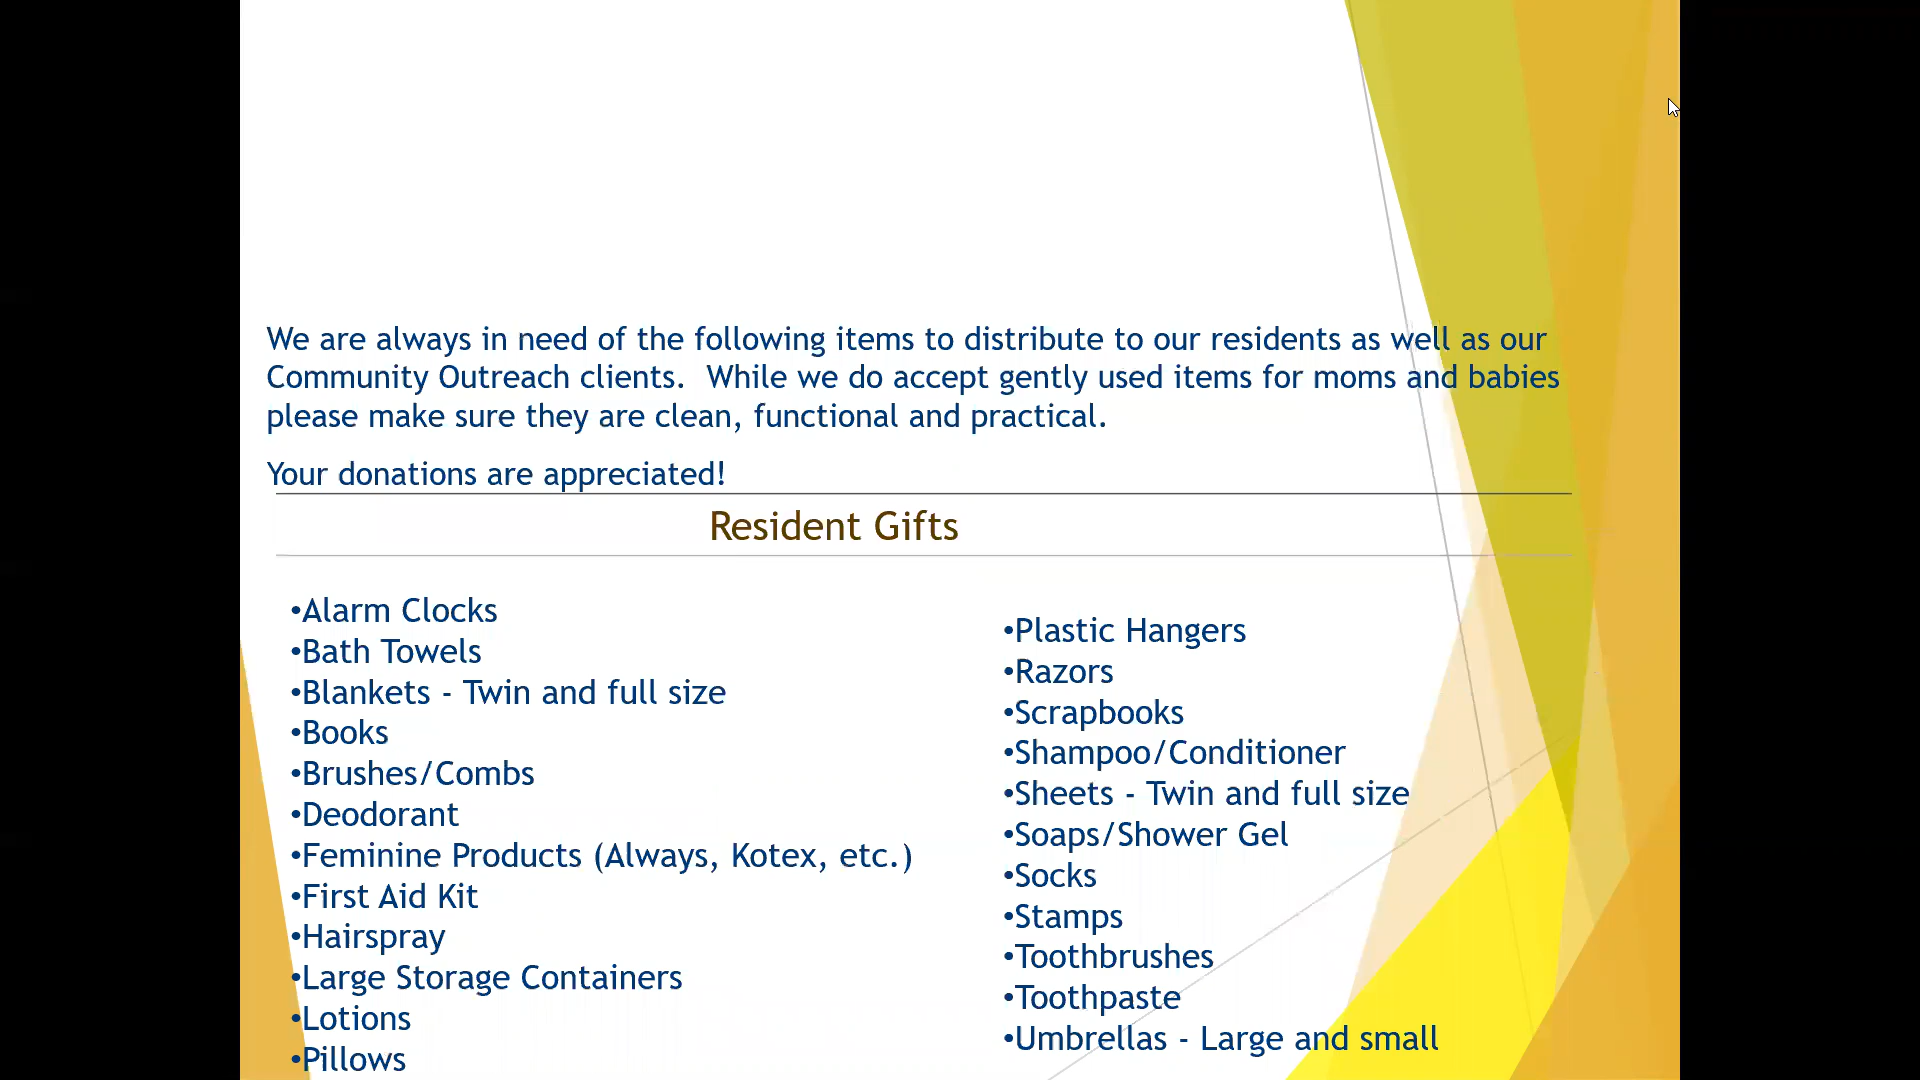 We are always in need of the following items to distribute to our residents as well as our
Community Outreach clients.  While we do accept gently used items for moms and babies
please make sure they are clean, functional and practical.
Your donations are appreciated!
Resident Gifts
•Alarm Clocks
•Bath Towels
•Blankets - Twin and full size
•Books
•Brushes/Combs
•Deodorant
•Feminine Products (Always, Kotex, etc.)
•First Aid Kit
•Hairspray
•Large Storage Containers
•Lotions
•Pillows
•Plastic Hangers
•Razors
•Scrapbooks
•Shampoo/Conditioner
•Sheets - Twin and full size
•Soaps/Shower Gel
•Socks
•Stamps
•Toothbrushes
•Toothpaste
•Umbrellas - Large and small